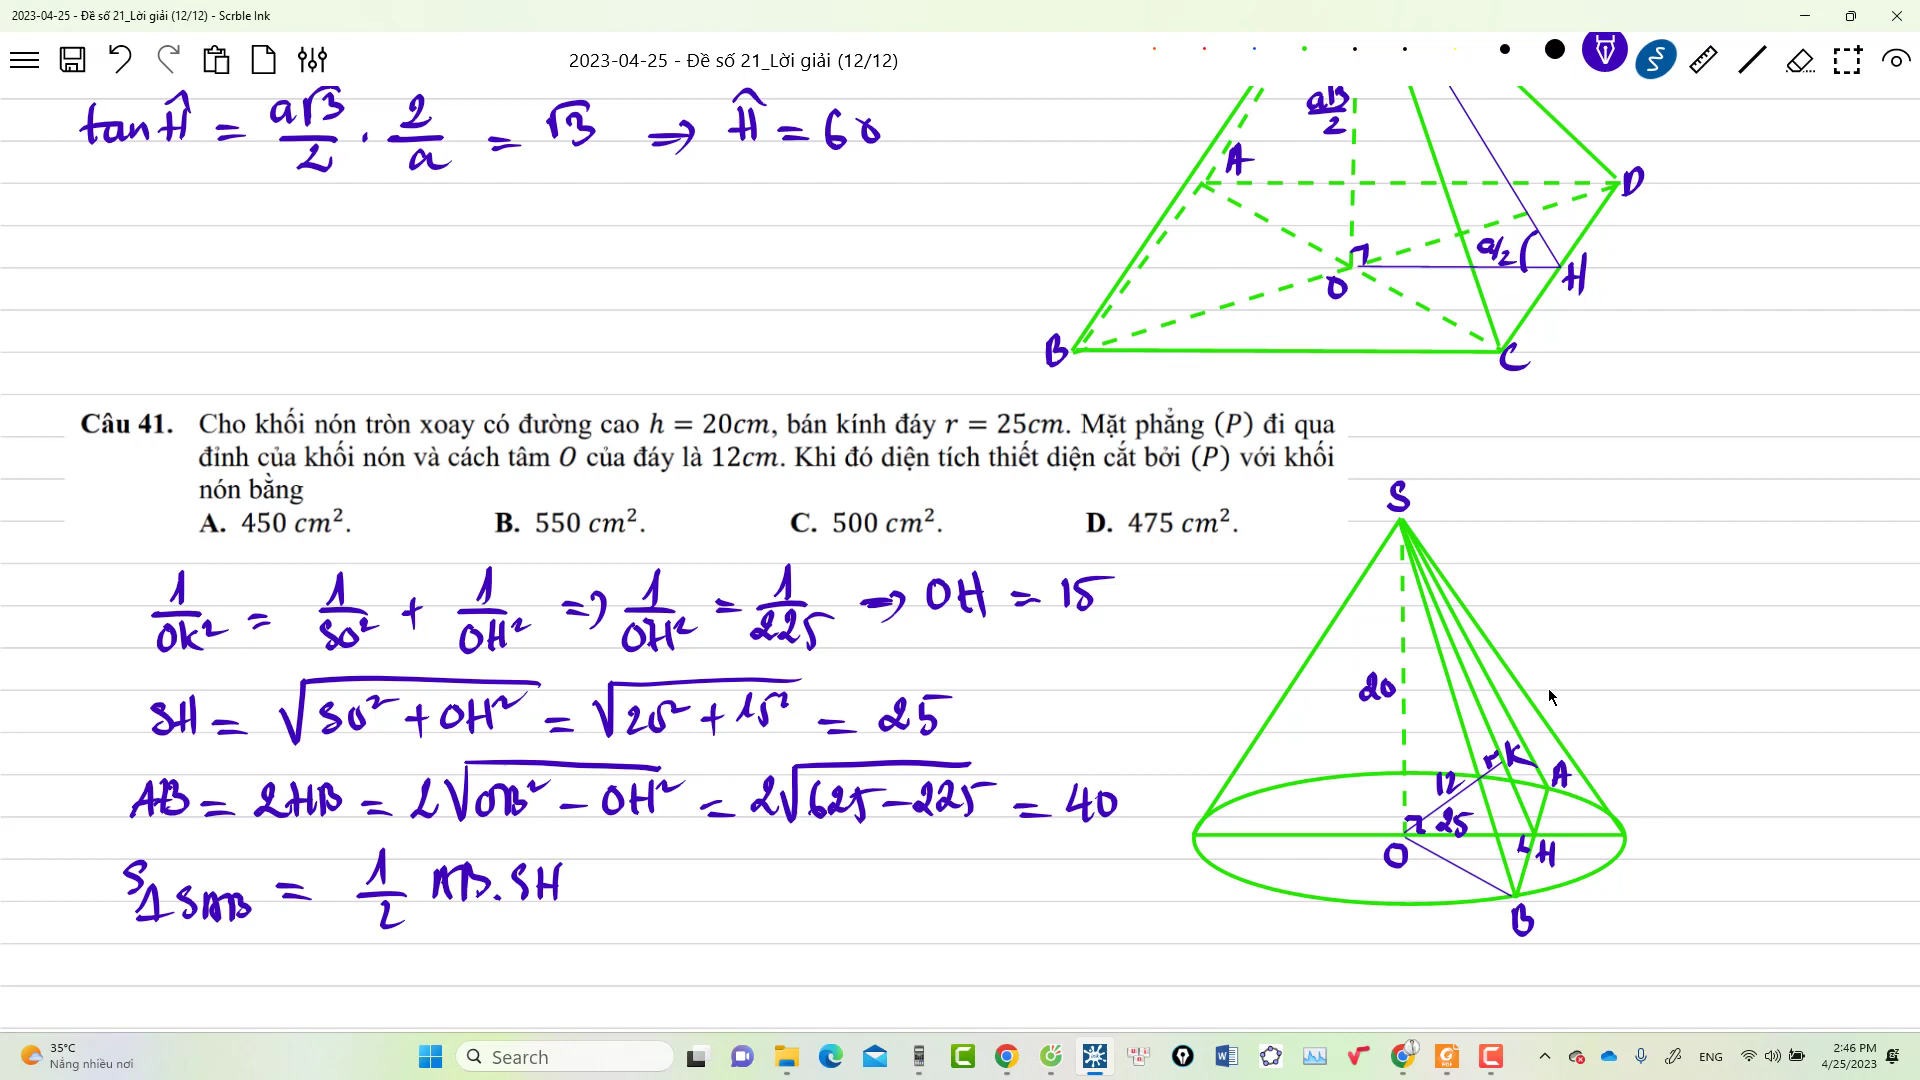 2023-04-25 - Đề số 21_Lời giải (12/12) - Scrble Ink
2023-04-25 - Đề số 21_Lời giải (12/12)
tan Ĥ = a√3/2 . 2/a = √3 ⇒ Ĥ = 60
a√3/2
A
D
a/2
O
H
B
C
Câu 41. Cho khối nón tròn xoay có đường cao h = 20cm, bán kính đáy r = 25cm. Mặt phẳng (P) đi qua
đỉnh của khối nón và cách tâm O của đáy là 12cm. Khi đó diện tích thiết diện cắt bởi (P) với khối
nón bằng
A. 450 cm². B. 550 cm². C. 500 cm². D. 475 cm².
S
1/OK² = 1/SO² + 1/OH² ⇒ 1/OH² = 1/225 → OH = 15
SH = √(SO² + OH²) = √(20² + 15²) = 25
AB = 2HB = 2√(OB² – OH²) = 2√(625 – 225) = 40
S SAB = 1/2 AB.SH
20
K
12
A
25
O
H
B
35°C
Nắng nhiều nơi
Search
ENG
2:46 PM
4/25/2023